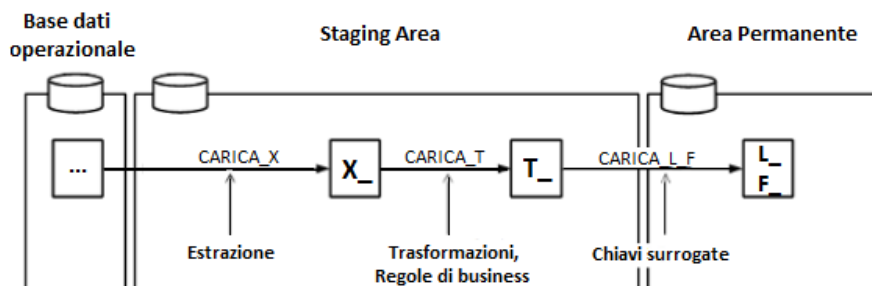 Base dati
operazionale
Staging Area
Area Permanente
...
CARICA_X
X_
CARICA_T
T_
CARICA_L_F
L_
F_
Estrazione
Trasformazioni,
Regole di business
Chiavi surrogate